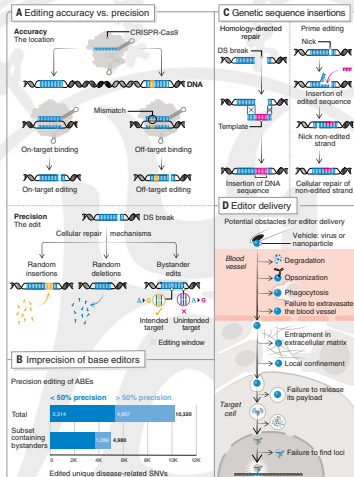 A Editing accuracy vs. precision
Accuracy
The location
CRISPR-Cas9
DNA
Mismatch
On-target binding
Off-target binding
On-target editing
Off-target editing
Precision
The edit
DS break
Cellular repair mechanisms
Random
insertions
Random
deletions
Bystander
edits
A G
A G
Intended
target
Unintended
target
Editing window
B Imprecision of base editors
Precision editing of ABEs
< 50% precision
> 50% precision
Total
5,314
10,320
Subset
containing
bystanders
4,980
0 2K 4K 6K 8K 10K 12K
Edited unique disease-related SNVs
C Genetic sequence insertions
Homology-directed
repair
DS break
Template
Insertion of DNA
sequence
Prime editing
Nick
Insertion of
edited sequence
Nick non-edited
strand
Cellular repair of
non-edited strand
D Editor delivery
Potential obstacles for editor delivery
Vehicle: virus or
nanoparticle
Blood
vessel
Degradation
Opsonization
Phagocytosis
Failure to extravasate
the blood vessel
Entrapment in
extracellular matrix
Local confinement
Target
cell
Failure to release
its payload
Failure to find loci